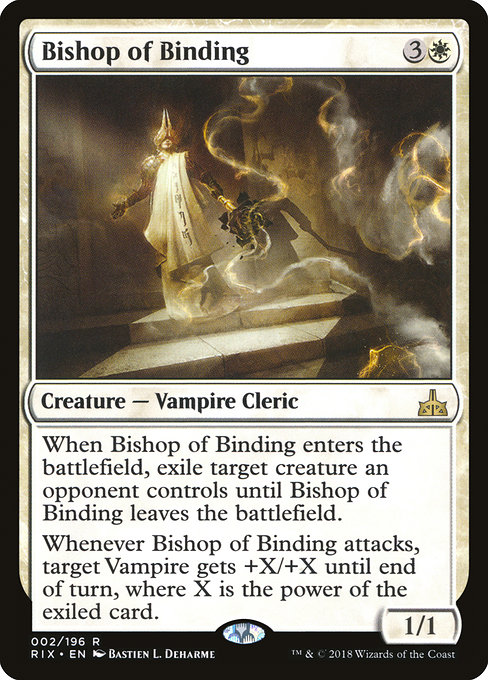 Bishop of Binding 3
Creature — Vampire Cleric
When Bishop of Binding enters the
battlefield, exile target creature an
opponent controls until Bishop of
Binding leaves the battlefield.
Whenever Bishop of Binding attacks,
target Vampire gets +X/+X until end
of turn, where X is the power of the
exiled card.
1/1
002/196 R
RIX • EN Bastien L. Deharme
™ & © 2018 Wizards of the Coast